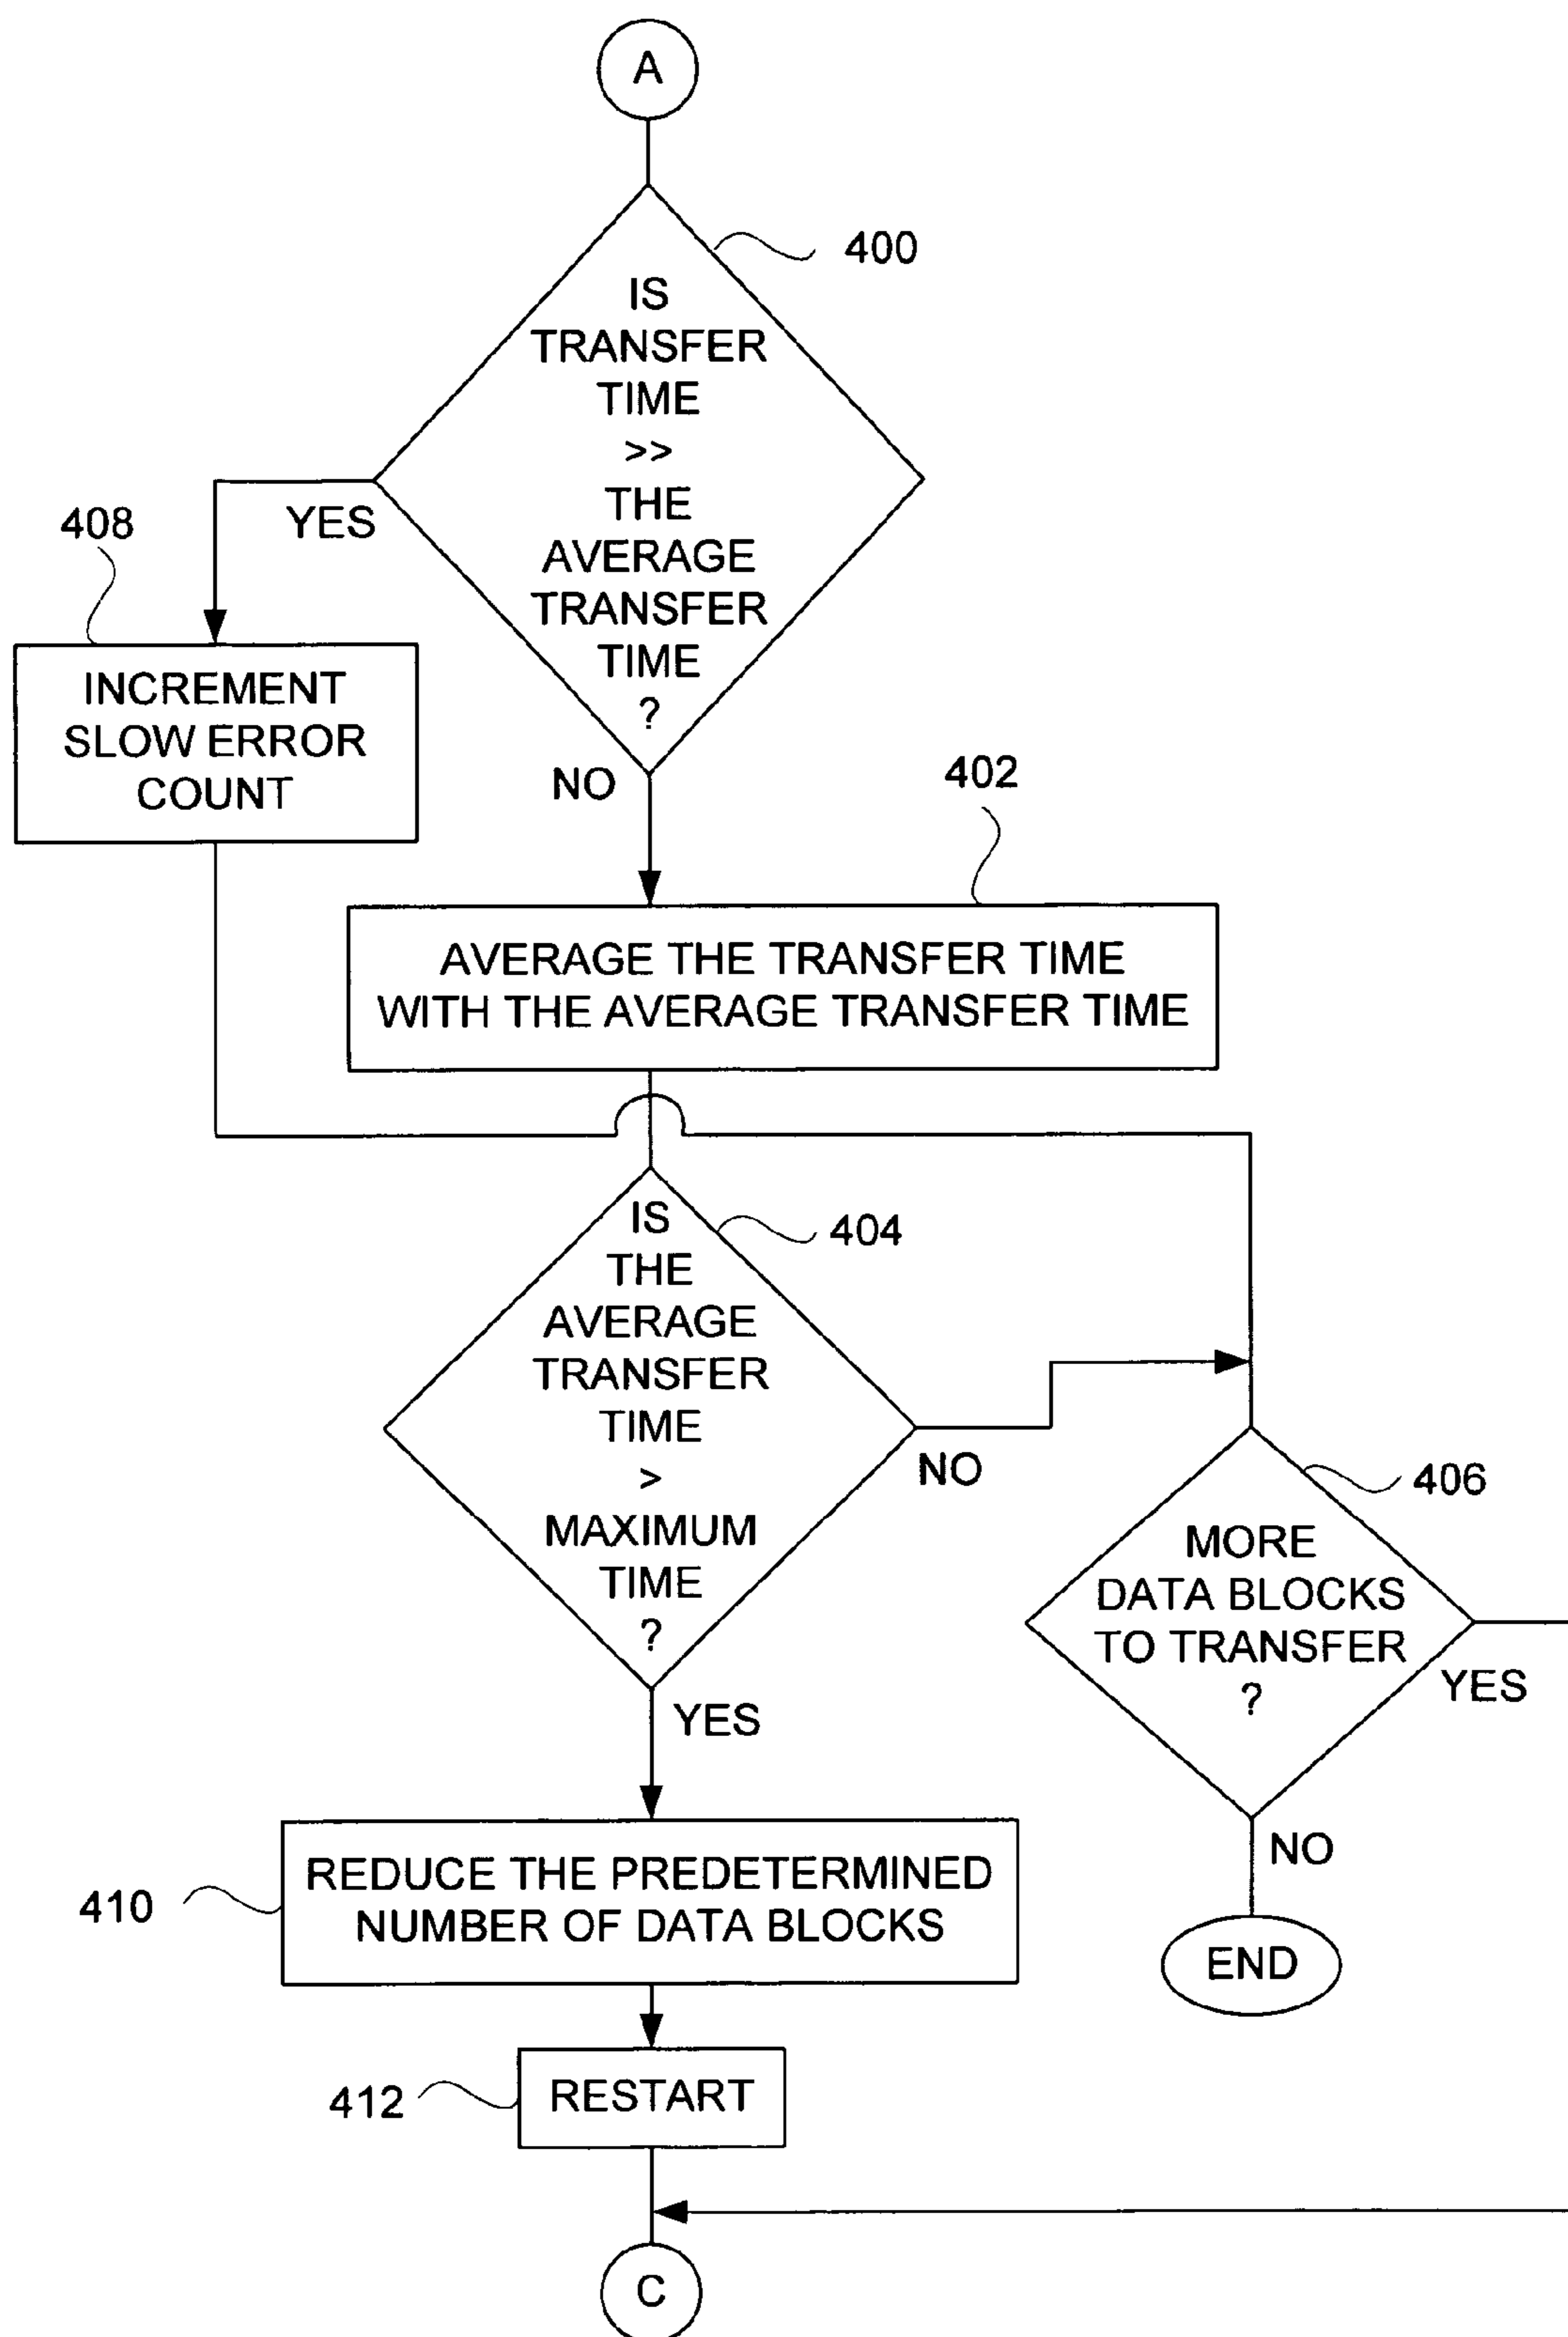 A
400
IS
TRANSFER
TIME
>>
THE
AVERAGE
TRANSFER
TIME
?
YES
408
INCREMENT
SLOW ERROR
COUNT
NO
402
AVERAGE THE TRANSFER TIME
WITH THE AVERAGE TRANSFER TIME
IS
THE
AVERAGE
TRANSFER
TIME
>
MAXIMUM
TIME
?
404
NO
406
MORE
DATA BLOCKS
TO TRANSFER
?
YES
YES
NO
END
410
REDUCE THE PREDETERMINED
NUMBER OF DATA BLOCKS
412
RESTART
C